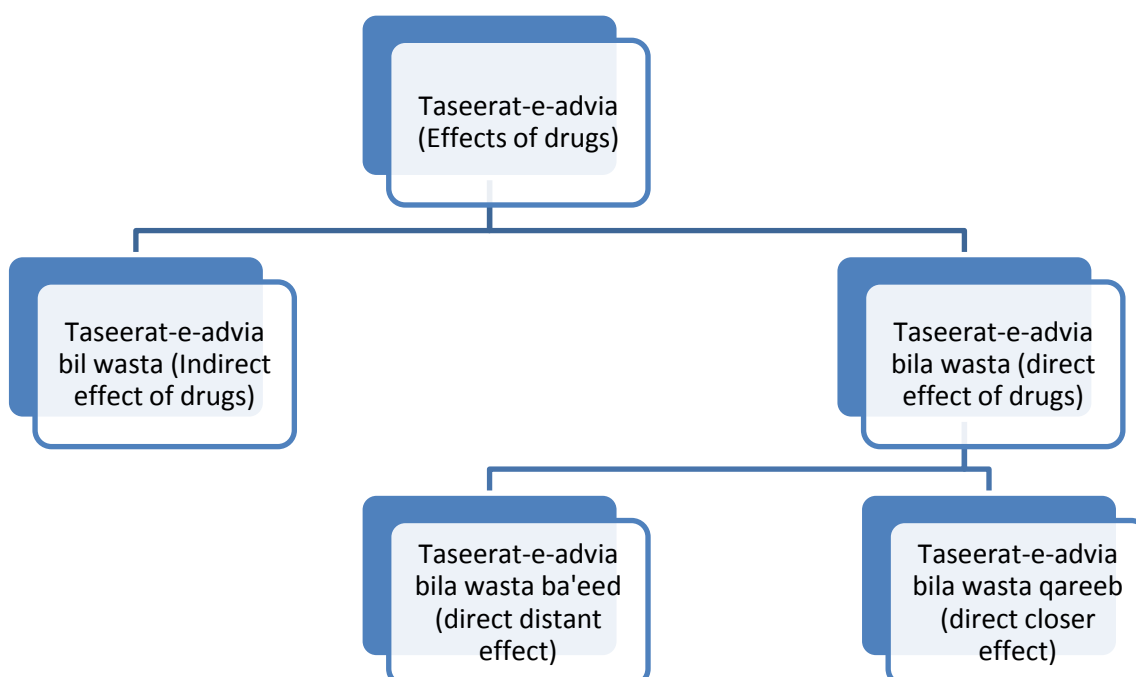 Taseerat-e-advia
(Effects of drugs)
Taseerat-e-advia
bil wasta (Indirect
effect of drugs)
Taseerat-e-advia
bila wasta (direct
effect of drugs)
Taseerat-e-advia
bila wasta ba'eed
(direct distant
effect)
Taseerat-e-advia
bila wasta qareeb
(direct closer
effect)